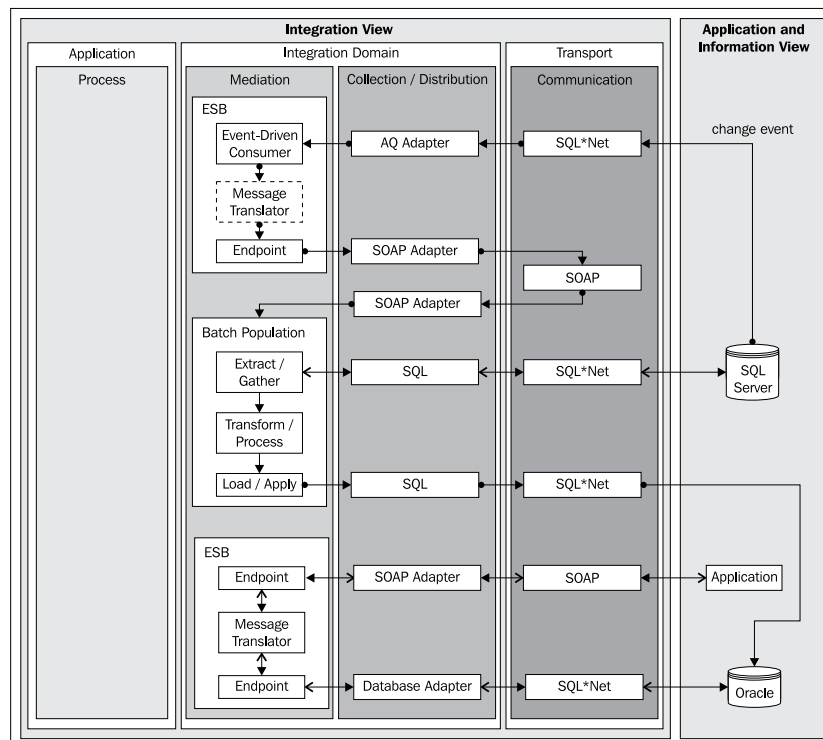 Integration View
Application and
Information View
Application
Integration Domain
Transport
Process
Mediation
Collection / Distribution
Communication
ESB
Event-Driven
Consumer
AQ Adapter
SQL*Net
change event
Message
Translator
Endpoint
SOAP Adapter
SOAP
SOAP Adapter
Batch Population
Extract /
Gather
SQL
SQL*Net
SQL
Server
Transform /
Process
Load / Apply
SQL
SQL*Net
ESB
Endpoint
SOAP Adapter
SOAP
Application
Message
Translator
Endpoint
Database Adapter
SQL*Net
Oracle